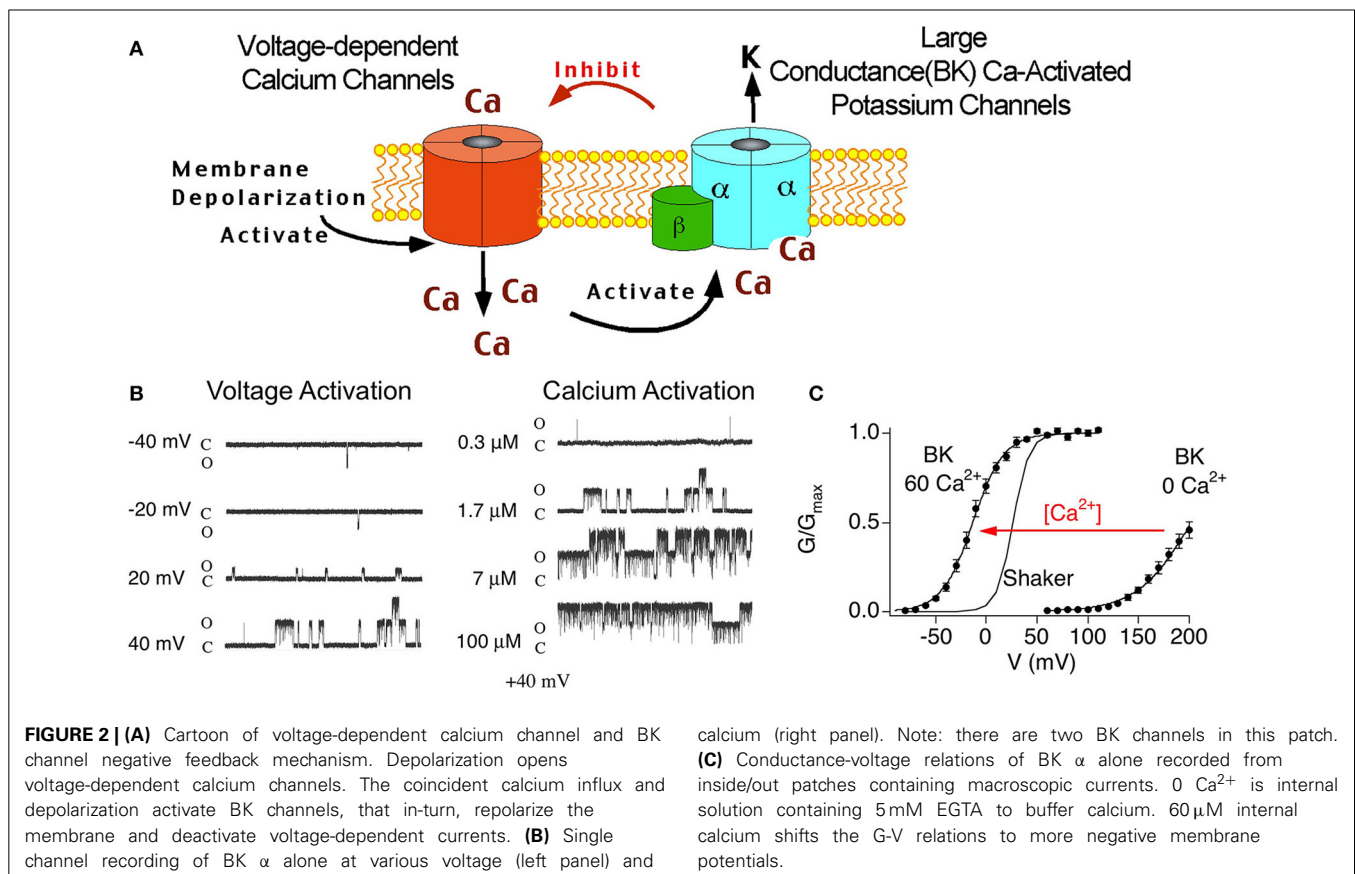 A
Voltage-dependent
Calcium Channels
Inhibit
K
Large
Conductance(BK) Ca-Activated
Potassium Channels
Ca
Membrane
Depolarization
Activate
α
α
β
Ca
Ca
Ca
Ca
Activate
Ca
B
Voltage Activation
Calcium Activation
-40 mV
C
O
-20 mV
C
O
20 mV
O
C
40 mV
O
C
0.3 μM
O
C
1.7 μM
O
C
7 μM
O
C
100 μM
O
C
+40 mV
C
1.0
0.5
0.0
G/Gmax
BK
60 Ca2+
BK
0 Ca2+
[Ca2+]
Shaker
-50 0 50 100 150 200
V (mV)
FIGURE 2 | (A) Cartoon of voltage-dependent calcium channel and BK
channel negative feedback mechanism. Depolarization opens
voltage-dependent calcium channels. The coincident calcium influx and
depolarization activate BK channels, that in-turn, repolarize the
membrane and deactivate voltage-dependent currents. (B) Single
channel recording of BK α alone at various voltage (left panel) and
calcium (right panel). Note: there are two BK channels in this patch.
(C) Conductance-voltage relations of BK α alone recorded from
inside/out patches containing macroscopic currents. 0 Ca2+ is internal
solution containing 5 mM EGTA to buffer calcium. 60 μM internal
calcium shifts the G-V relations to more negative membrane
potentials.